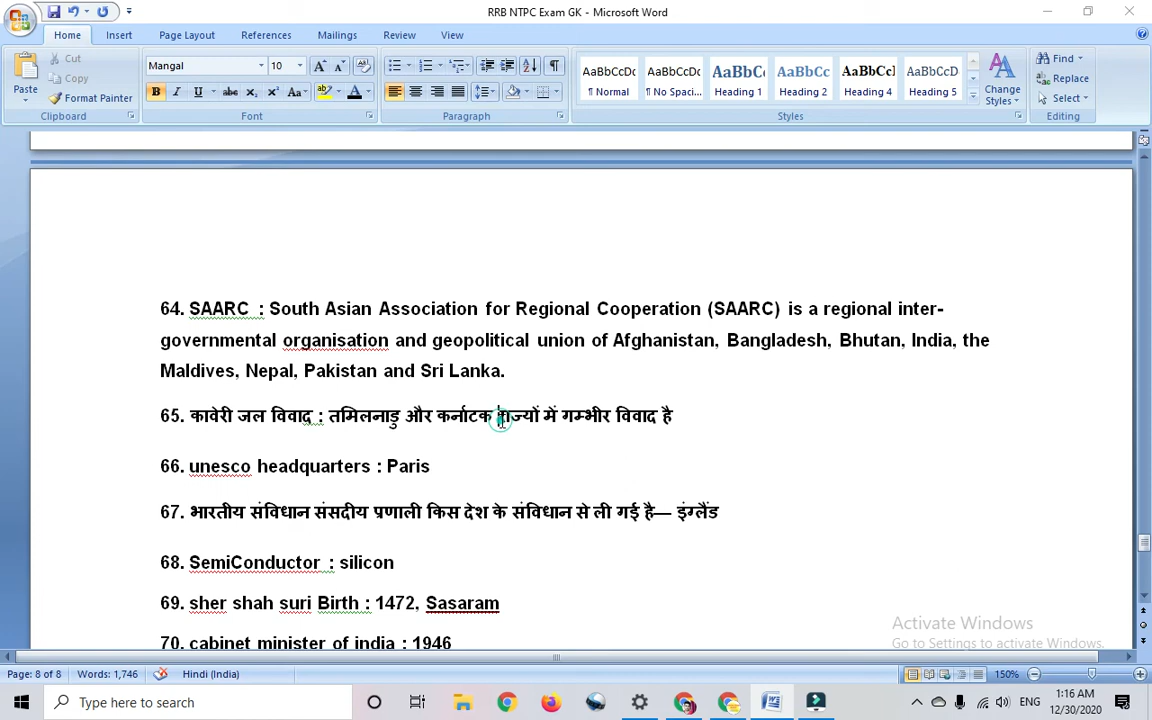 RRB NTPC Exam GK - Microsoft Word
Home Insert Page Layout References Mailings Review View
Paste Cut Copy Format Painter
Mangal 10
AaBbCcDc AaBbCcDc AaBbC AaBbCc AaBbCcI AaBbCcD
¶ Normal ¶ No Spaci... Heading 1 Heading 2 Heading 4 Heading 5
Change Styles
Find Replace Select
Clipboard Font Paragraph Styles Editing
64. SAARC : South Asian Association for Regional Cooperation (SAARC) is a regional inter-
governmental organisation and geopolitical union of Afghanistan, Bangladesh, Bhutan, India, the
Maldives, Nepal, Pakistan and Sri Lanka.
65. कावेरी जल विवाद : तमिलनाडु और कर्नाटक राज्यों में गम्भीर विवाद है
66. unesco headquarters : Paris
67. भारतीय संविधान संसदीय प्रणाली किस देश के संविधान से ली गई है— इंग्लैंड
68. SemiConductor : silicon
69. sher shah suri Birth : 1472, Sasaram
70. cabinet minister of india : 1946
Activate Windows
Go to Settings to activate Windows.
Page: 8 of 8 Words: 1,746 Hindi (India) 150%
Type here to search
ENG 1:16 AM
12/30/2020